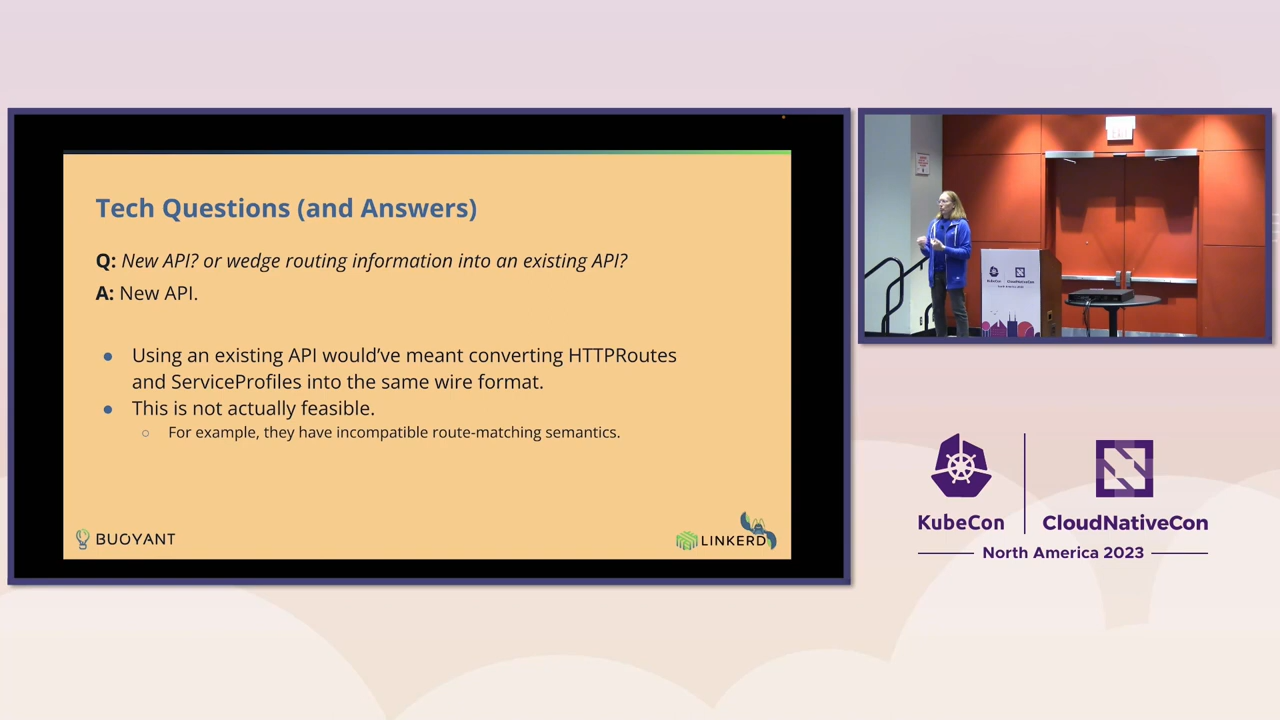 Tech Questions (and Answers)
Q: New API? or wedge routing information into an existing API?
A: New API.
● Using an existing API would’ve meant converting HTTPRoutes
and ServiceProfiles into the same wire format.
● This is not actually feasible.
○ For example, they have incompatible route-matching semantics.
BUOYANT
LINKERD
KubeCon
CloudNativeCon
KubeCon
CloudNativeCon
North America 2023